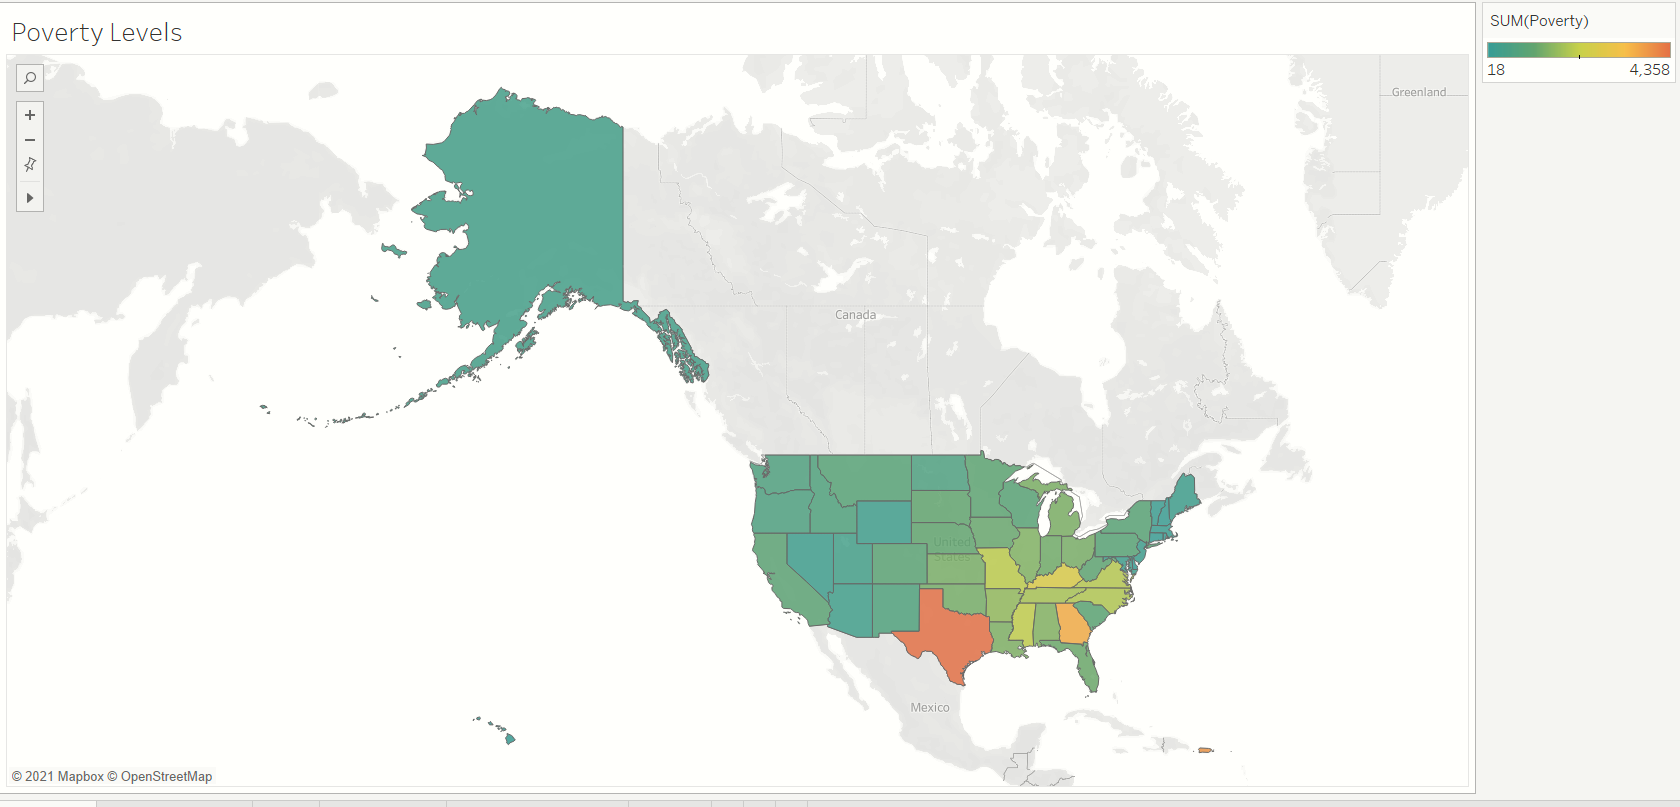 Poverty Levels
SUM(Poverty)
18
4,358
Greenland
Canada
United
States
Mexico
© 2021 Mapbox © OpenStreetMap